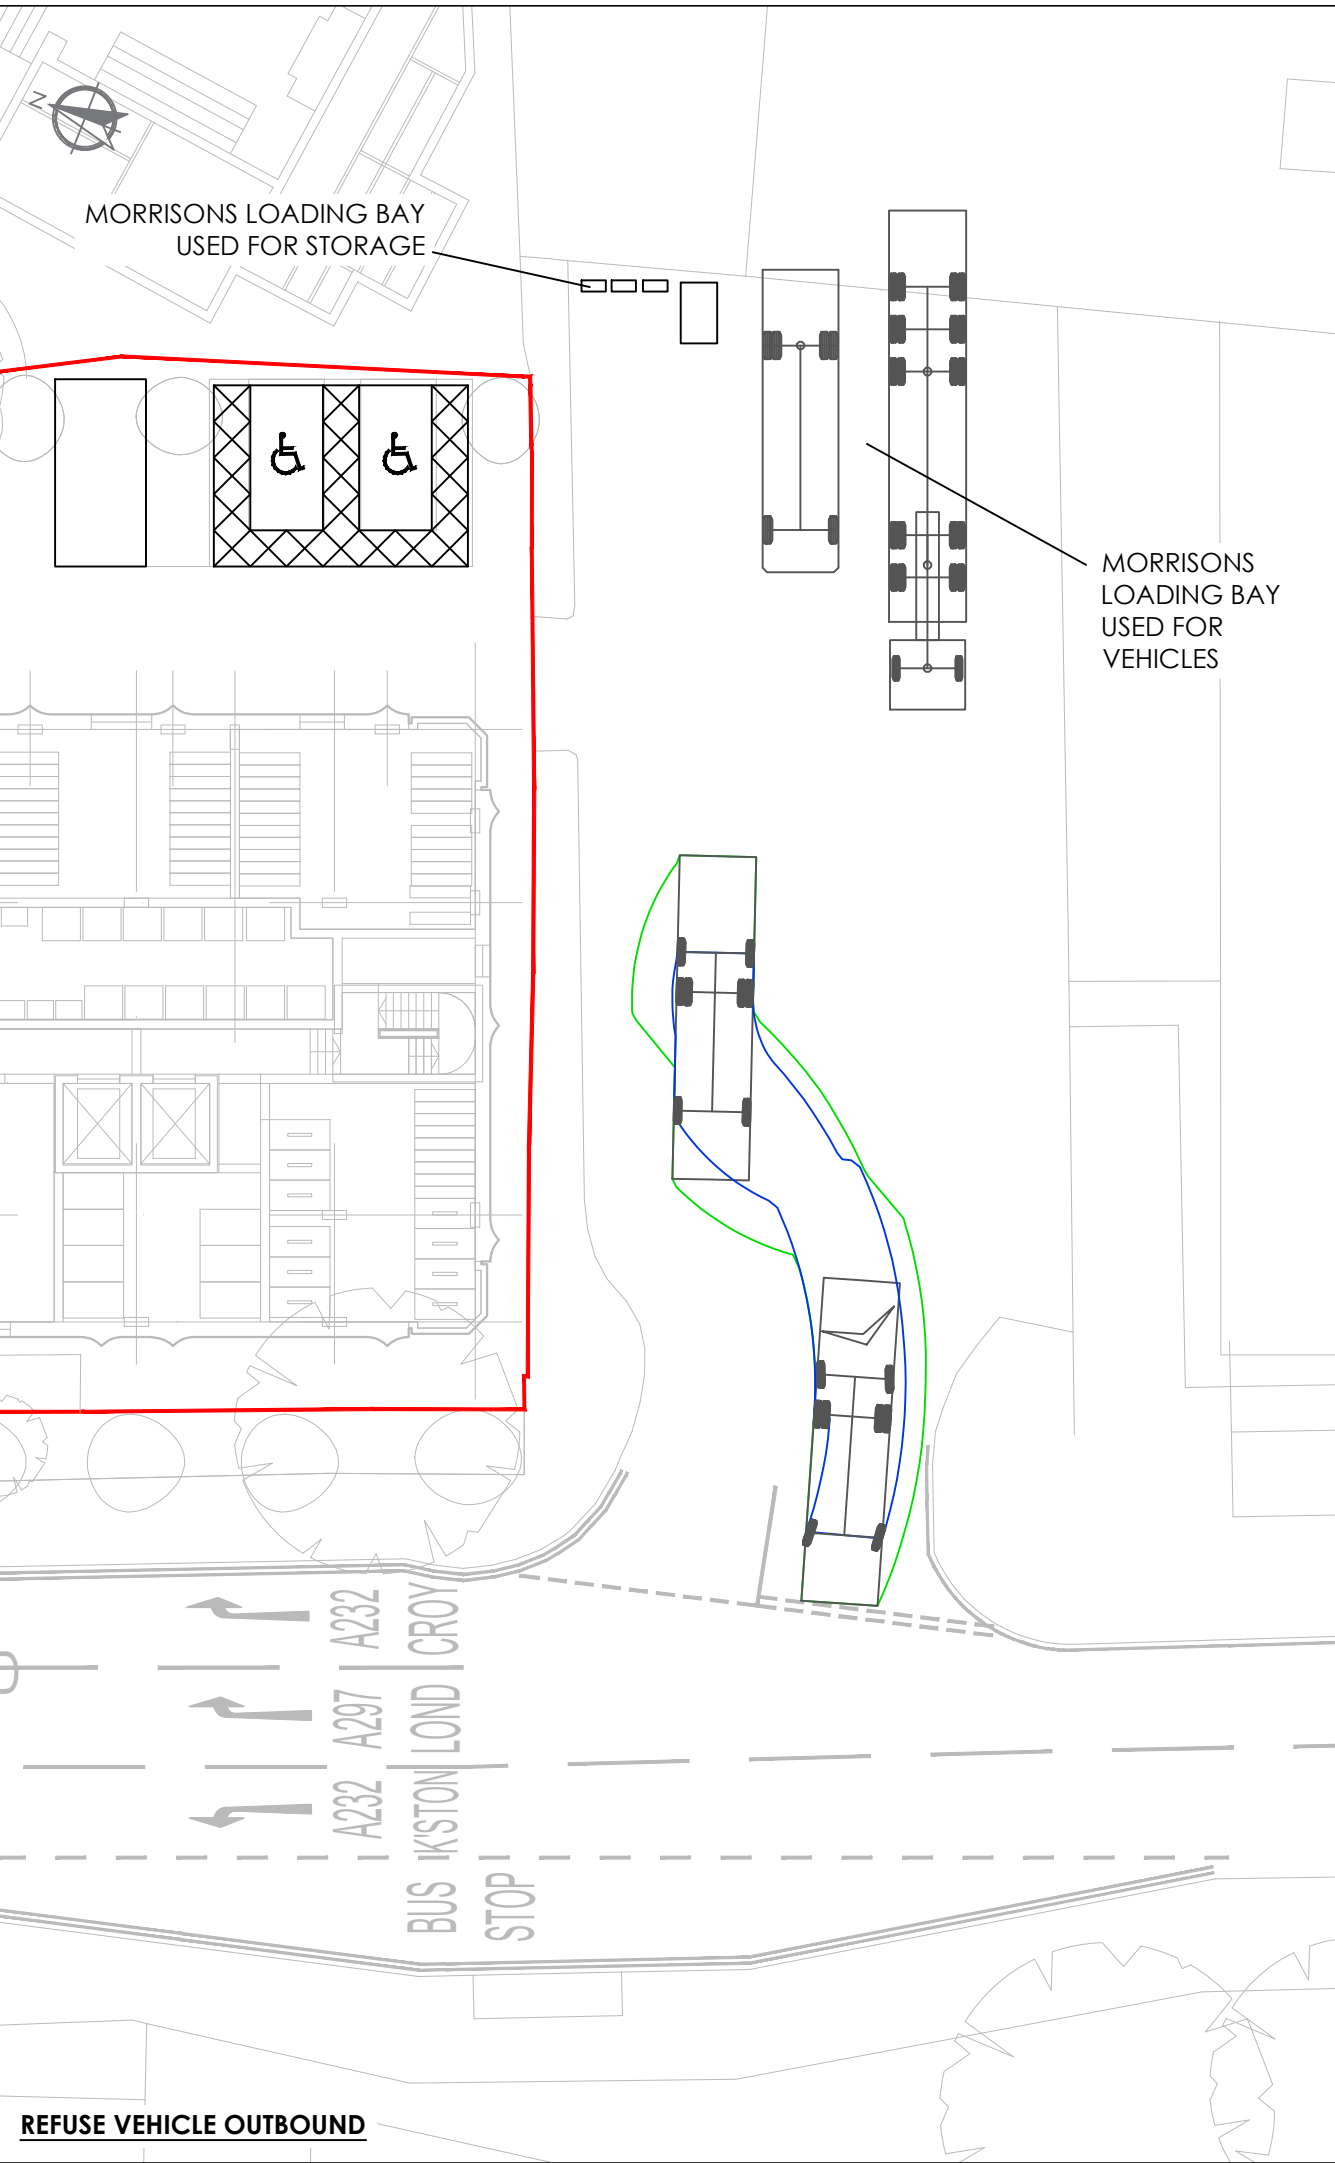 N
MORRISONS LOADING BAY
USED FOR STORAGE
MORRISONS
LOADING BAY
USED FOR
VEHICLES
A232
CROY
A297
LOND
A232
K'STON
BUS
STOP
REFUSE VEHICLE OUTBOUND